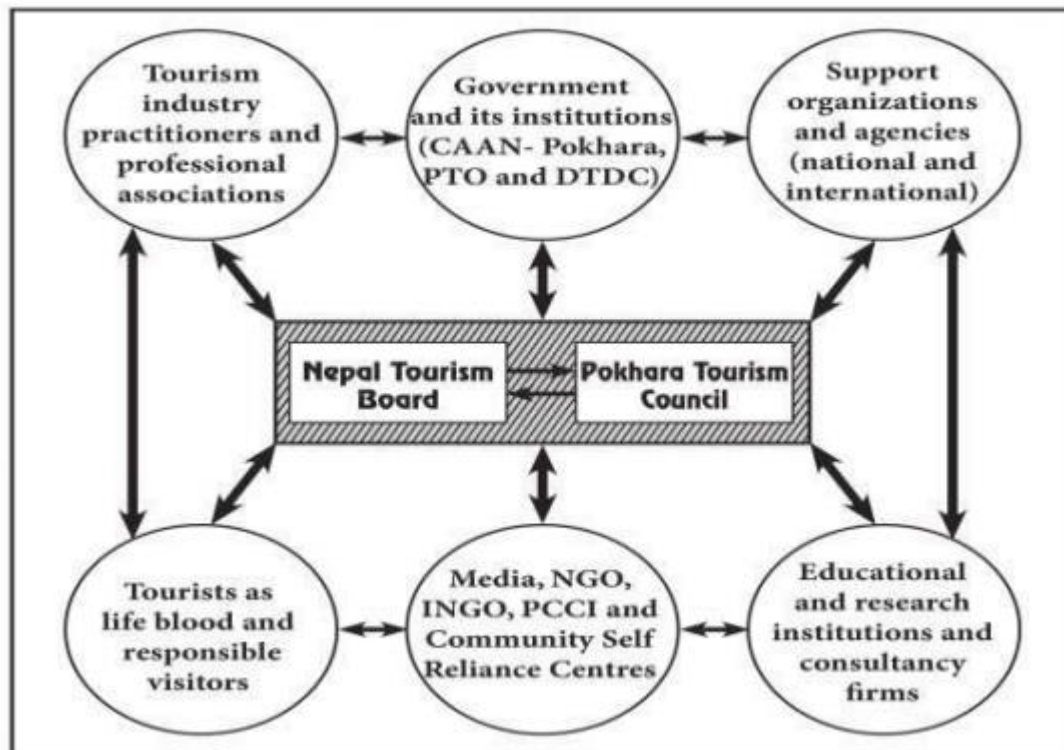 Tourism
industry
practitioners and
professional
associations
Government
and its institutions
(CAAN- Pokhara,
PTO and DTDC)
Support
organizations
and agencies
(national and
international)
Nepal Tourism
Board
Pokhara Tourism
Council
Tourists as
life blood and
responsible
visitors
Media, NGO,
INGO, PCCI and
Community Self
Reliance Centres
Educational
and research
institutions and
consultancy
firms